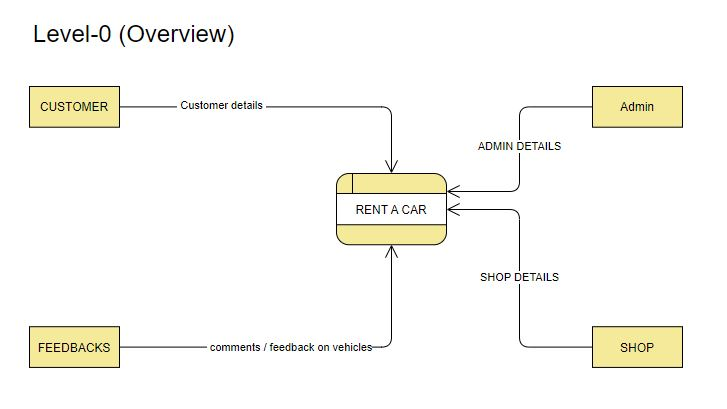 Level-0 (Overview)
CUSTOMER
Customer details
Admin
ADMIN DETAILS
RENT A CAR
SHOP DETAILS
FEEDBACKS
comments / feedback on vehicles
SHOP